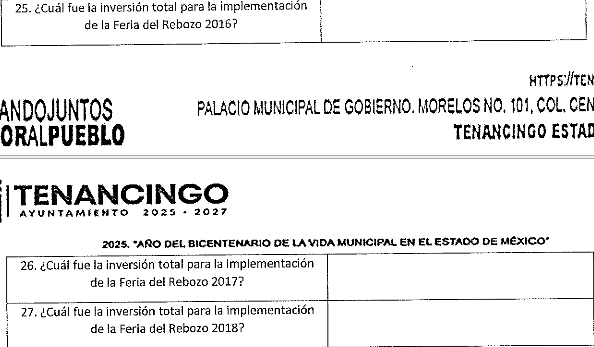 25. ¿Cuál fue la inversión total para la implementación
de la Feria del Rebozo 2016?
HTTPS://TEN
ANDOJUNTOS
ORALPUEBLO
PALACIO MUNICIPAL DE GOBIERNO. MORELOS NO. 101, COL. CEN
TENANCINGO ESTAD
TENANCINGO
AYUNTAMIENTO 2025 - 2027
2025. "AÑO DEL BICENTENARIO DE LA VIDA MUNICIPAL EN EL ESTADO DE MÉXICO"
26. ¿Cuál fue la inversión total para la implementación
de la Feria del Rebozo 2017?
27. ¿Cuál fue la inversión total para la implementación
de la Feria del Rebozo 2018?